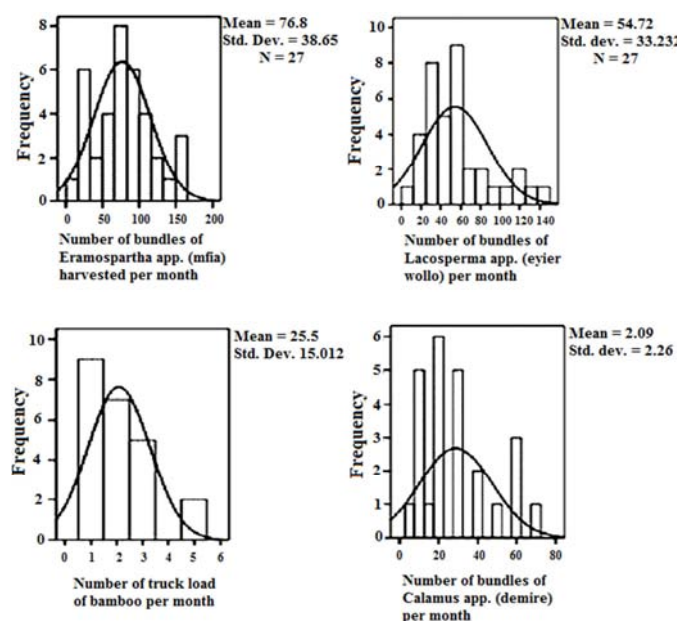 Mean = 76.8
Std. Dev. = 38.65
N = 27
8
6
4
2
0
Frequency
0 50 100 150 200
Number of bundles of
Eramospartha app. (mfia)
harvested per month
Mean = 54.72
Std. dev. = 33.232
N = 27
10
8
6
4
2
0
Frequency
0 20 40 60 80 100 120 140
Number of bundles of
Lacosperma app. (eyier
wollo) per month
Mean = 25.5
Std. Dev. 15.012
10
8
6
4
2
0
Frequency
0 1 2 3 4 5 6
Number of truck load
of bamboo per month
Mean = 2.09
Std. dev. = 2.26
6
5
4
3
2
1
0
Frequency
0 20 40 60 80
Number of bundles of
Calamus app. (demire)
per month